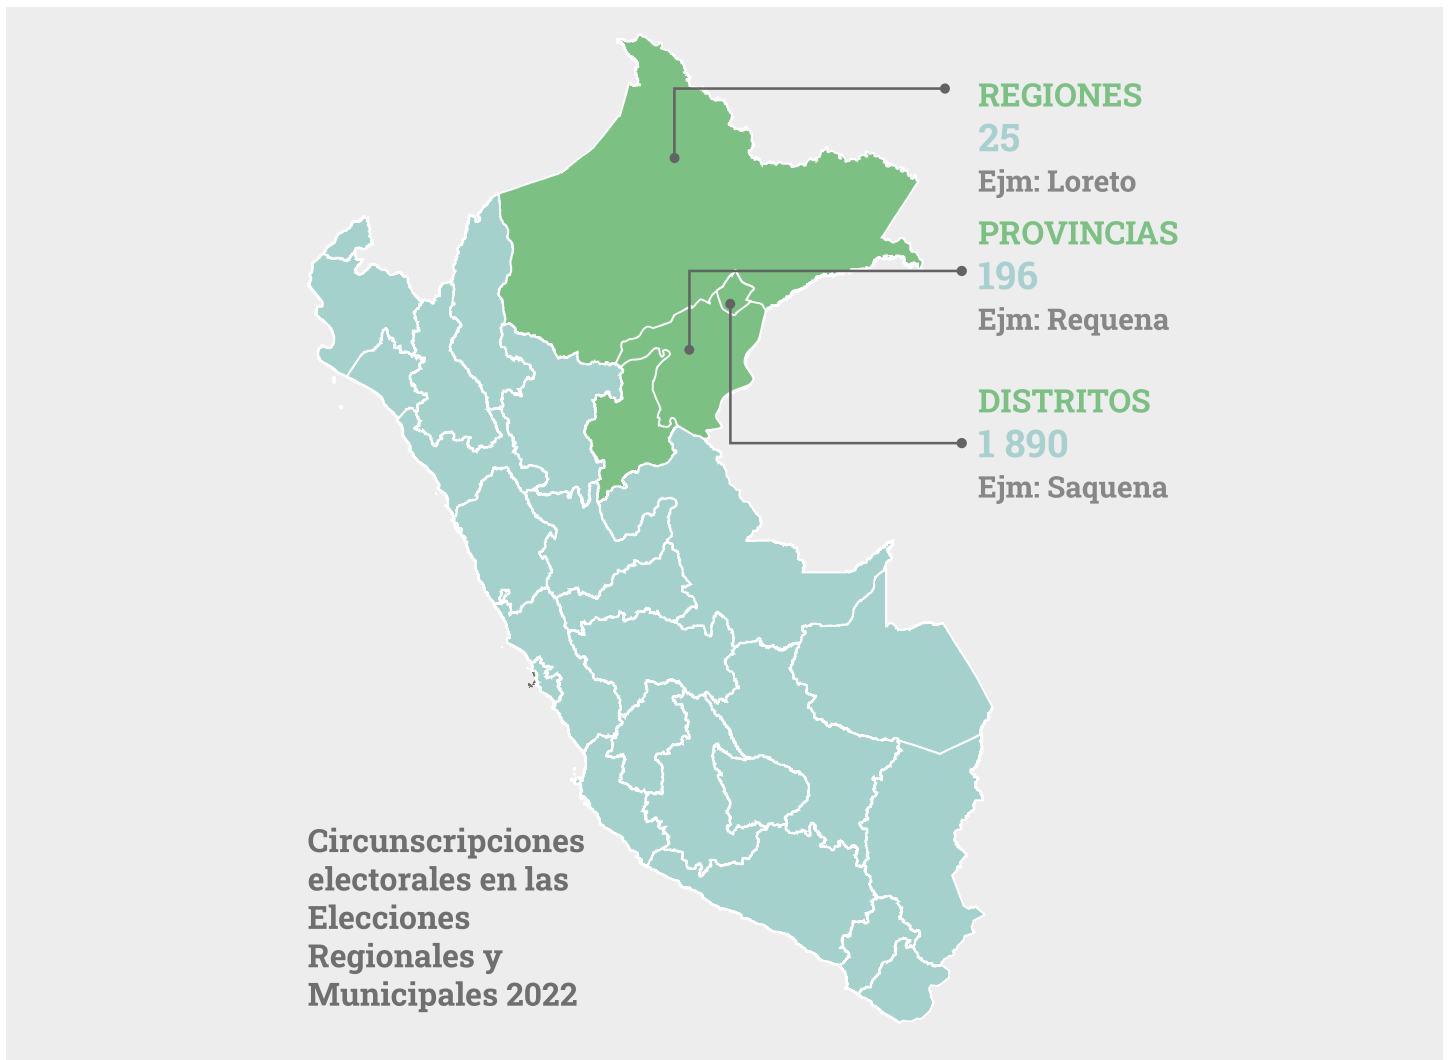 REGIONES
25
Ejm: Loreto
PROVINCIAS
196
Ejm: Requena
DISTRITOS
1 890
Ejm: Saquena
Circunscripciones
electorales en las
Elecciones
Regionales y
Municipales 2022